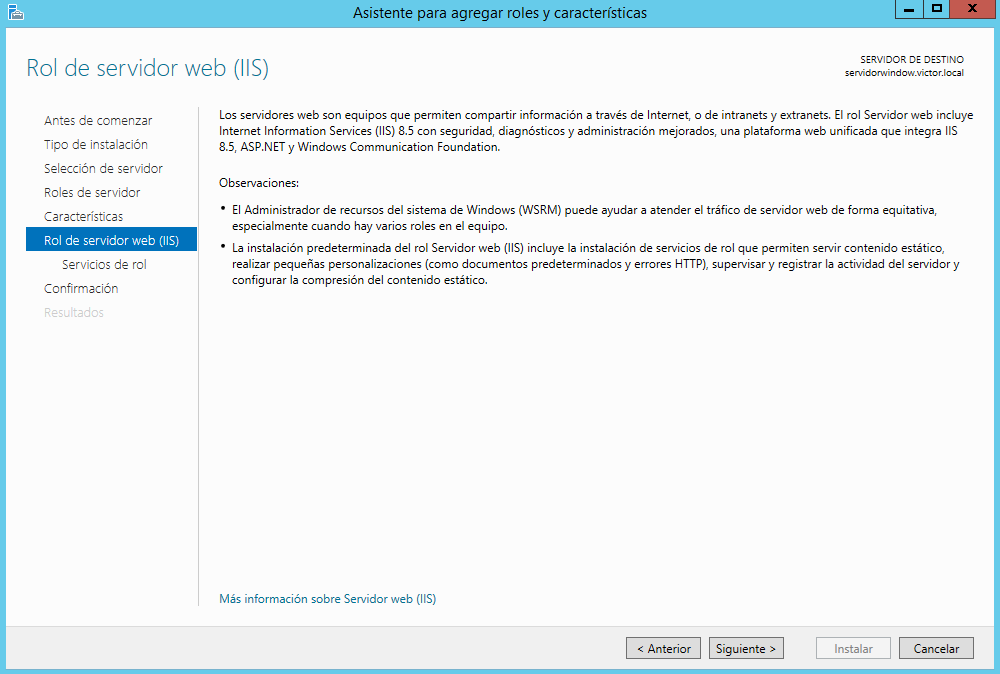 Asistente para agregar roles y características
Rol de servidor web (IIS)
SERVIDOR DE DESTINO
servidorwindow.victor.local
Antes de comenzar
Tipo de instalación
Selección de servidor
Roles de servidor
Características
Rol de servidor web (IIS)
Servicios de rol
Confirmación
Resultados
Los servidores web son equipos que permiten compartir información a través de Internet, o de intranets y extranets. El rol Servidor web incluye
Internet Information Services (IIS) 8.5 con seguridad, diagnósticos y administración mejorados, una plataforma web unificada que integra IIS
8.5, ASP.NET y Windows Communication Foundation.
Observaciones:
• El Administrador de recursos del sistema de Windows (WSRM) puede ayudar a atender el tráfico de servidor web de forma equitativa,
especialmente cuando hay varios roles en el equipo.
• La instalación predeterminada del rol Servidor web (IIS) incluye la instalación de servicios de rol que permiten servir contenido estático,
realizar pequeñas personalizaciones (como documentos predeterminados y errores HTTP), supervisar y registrar la actividad del servidor y
configurar la compresión del contenido estático.
Más información sobre Servidor web (IIS)
< Anterior
Siguiente >
Instalar
Cancelar